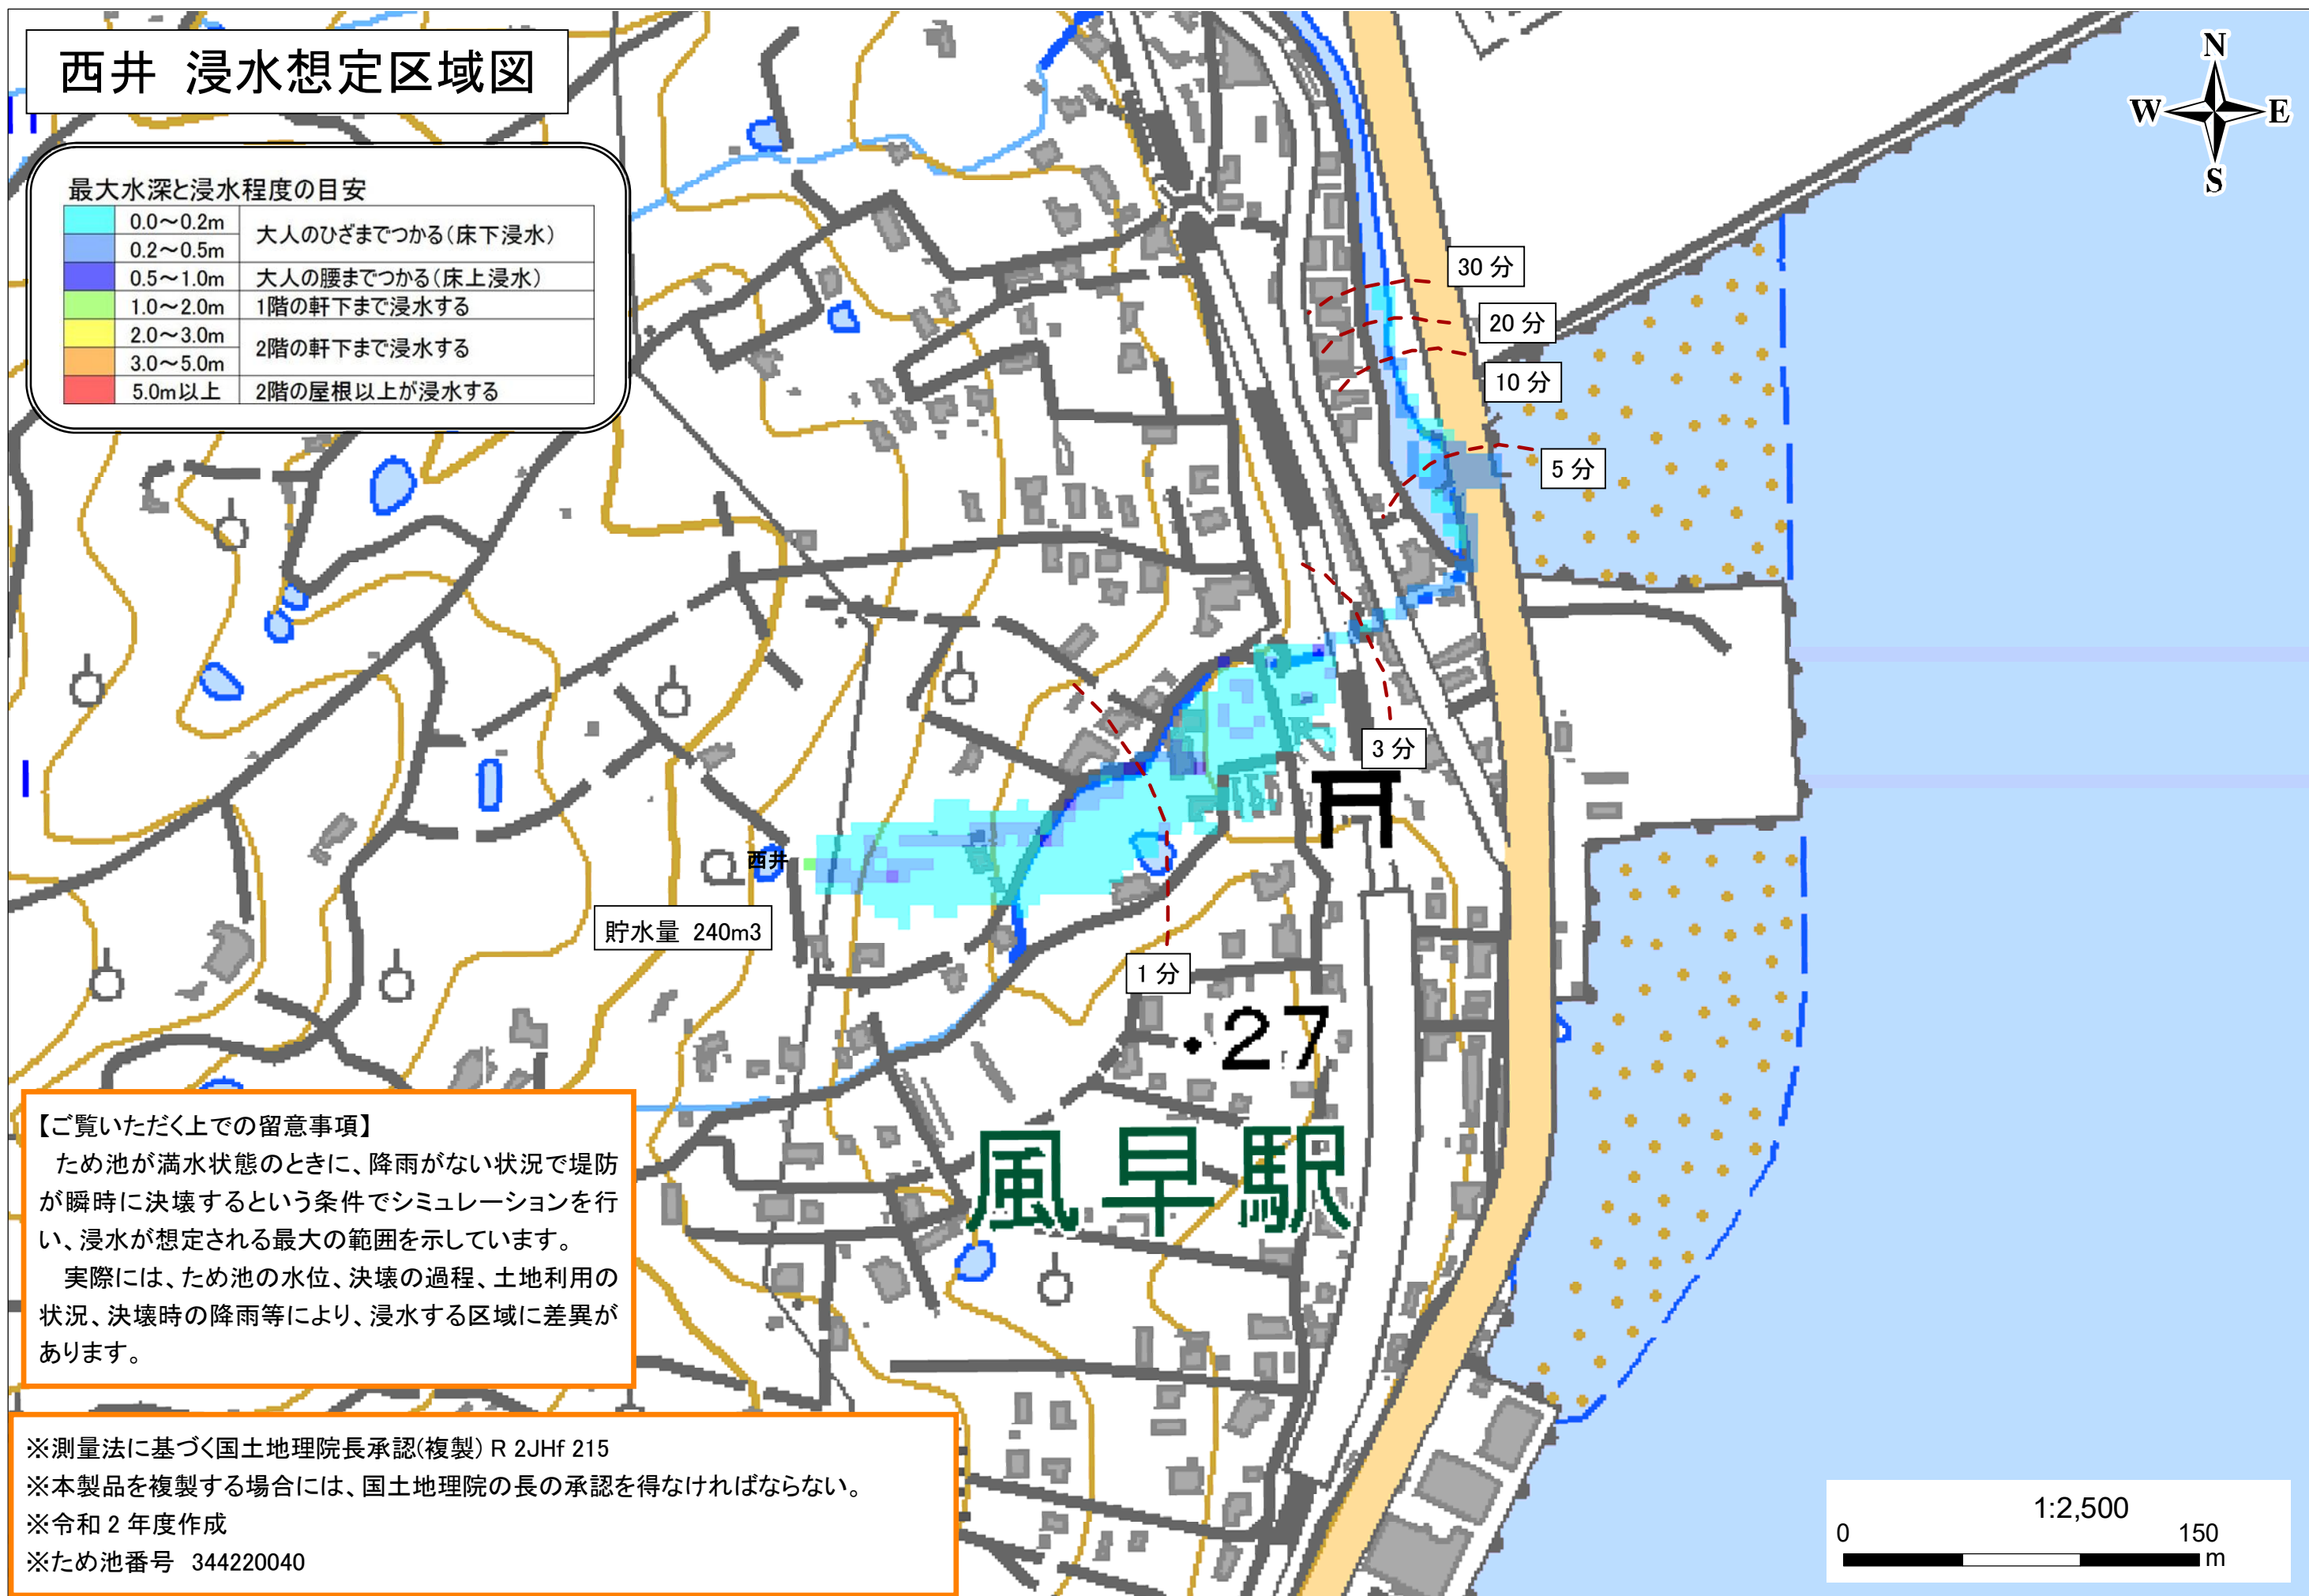 西井 浸水想定区域図
N
W E
S
最大水深と浸水程度の目安
0.0～0.2m 大人のひざまでつかる(床下浸水)
0.2～0.5m
0.5～1.0m 大人の腰までつかる(床上浸水)
1.0～2.0m 1階の軒下まで浸水する
2.0～3.0m 2階の軒下まで浸水する
3.0～5.0m
5.0m以上 2階の屋根以上が浸水する
30 分
20 分
10 分
5 分
3 分
西井
貯水量 240m3
1 分
・27
風早駅
【ご覧いただく上での留意事項】
ため池が満水状態のときに、降雨がない状況で堤防
が瞬時に決壊するという条件でシミュレーションを行
い、浸水が想定される最大の範囲を示しています。
実際には、ため池の水位、決壊の過程、土地利用の
状況、決壊時の降雨等により、浸水する区域に差異が
あります。
※測量法に基づく国土地理院長承認(複製) R 2JHf 215
※本製品を複製する場合には、国土地理院の長の承認を得なければならない。
※令和 2 年度作成
※ため池番号 344220040
1:2,500
0 150
m